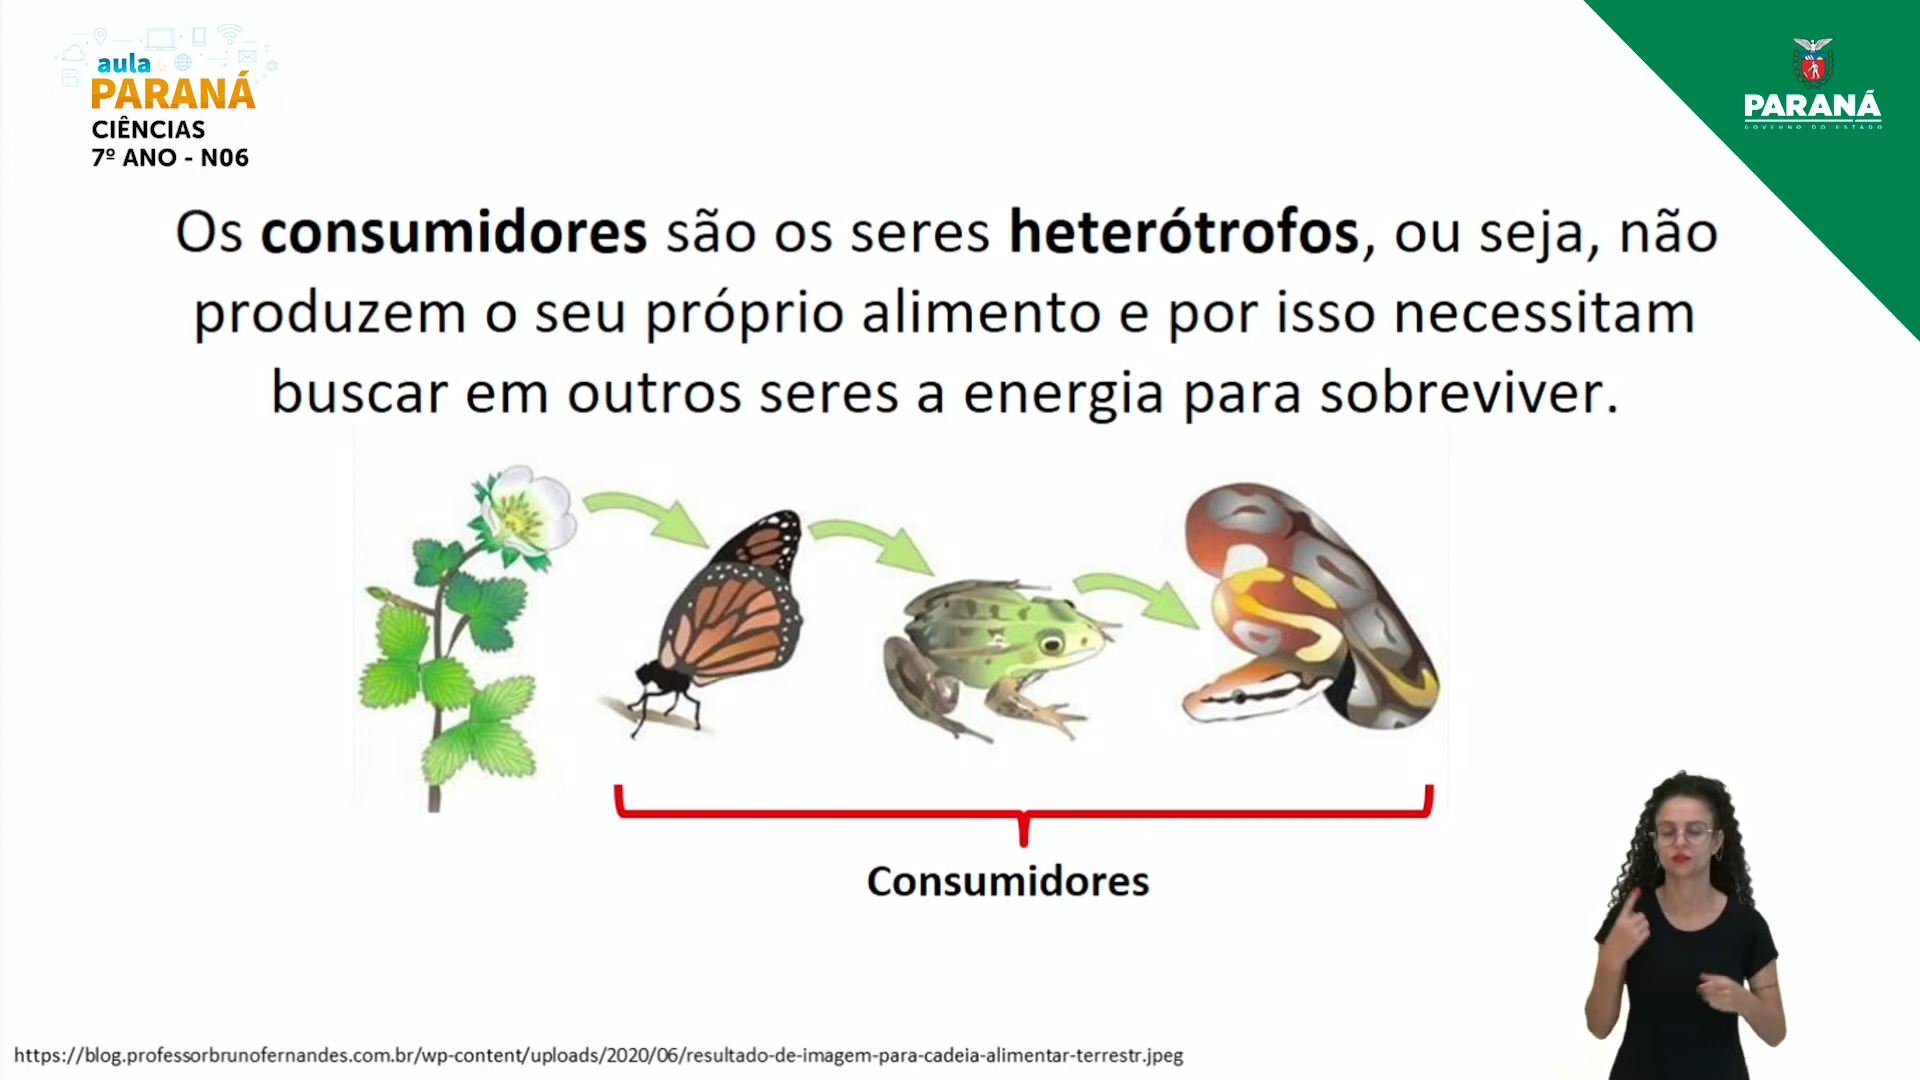 aula
PARANÁ
CIÊNCIAS
7º ANO - N06
PARANÁ
GOVERNO DO ESTADO
Os consumidores são os seres heterótrofos, ou seja, não
produzem o seu próprio alimento e por isso necessitam
buscar em outros seres a energia para sobreviver.
Consumidores
https://blog.professorbrunofernandes.com.br/wp-content/uploads/2020/06/resultado-de-imagem-para-cadeia-alimentar-terrestr.jpeg